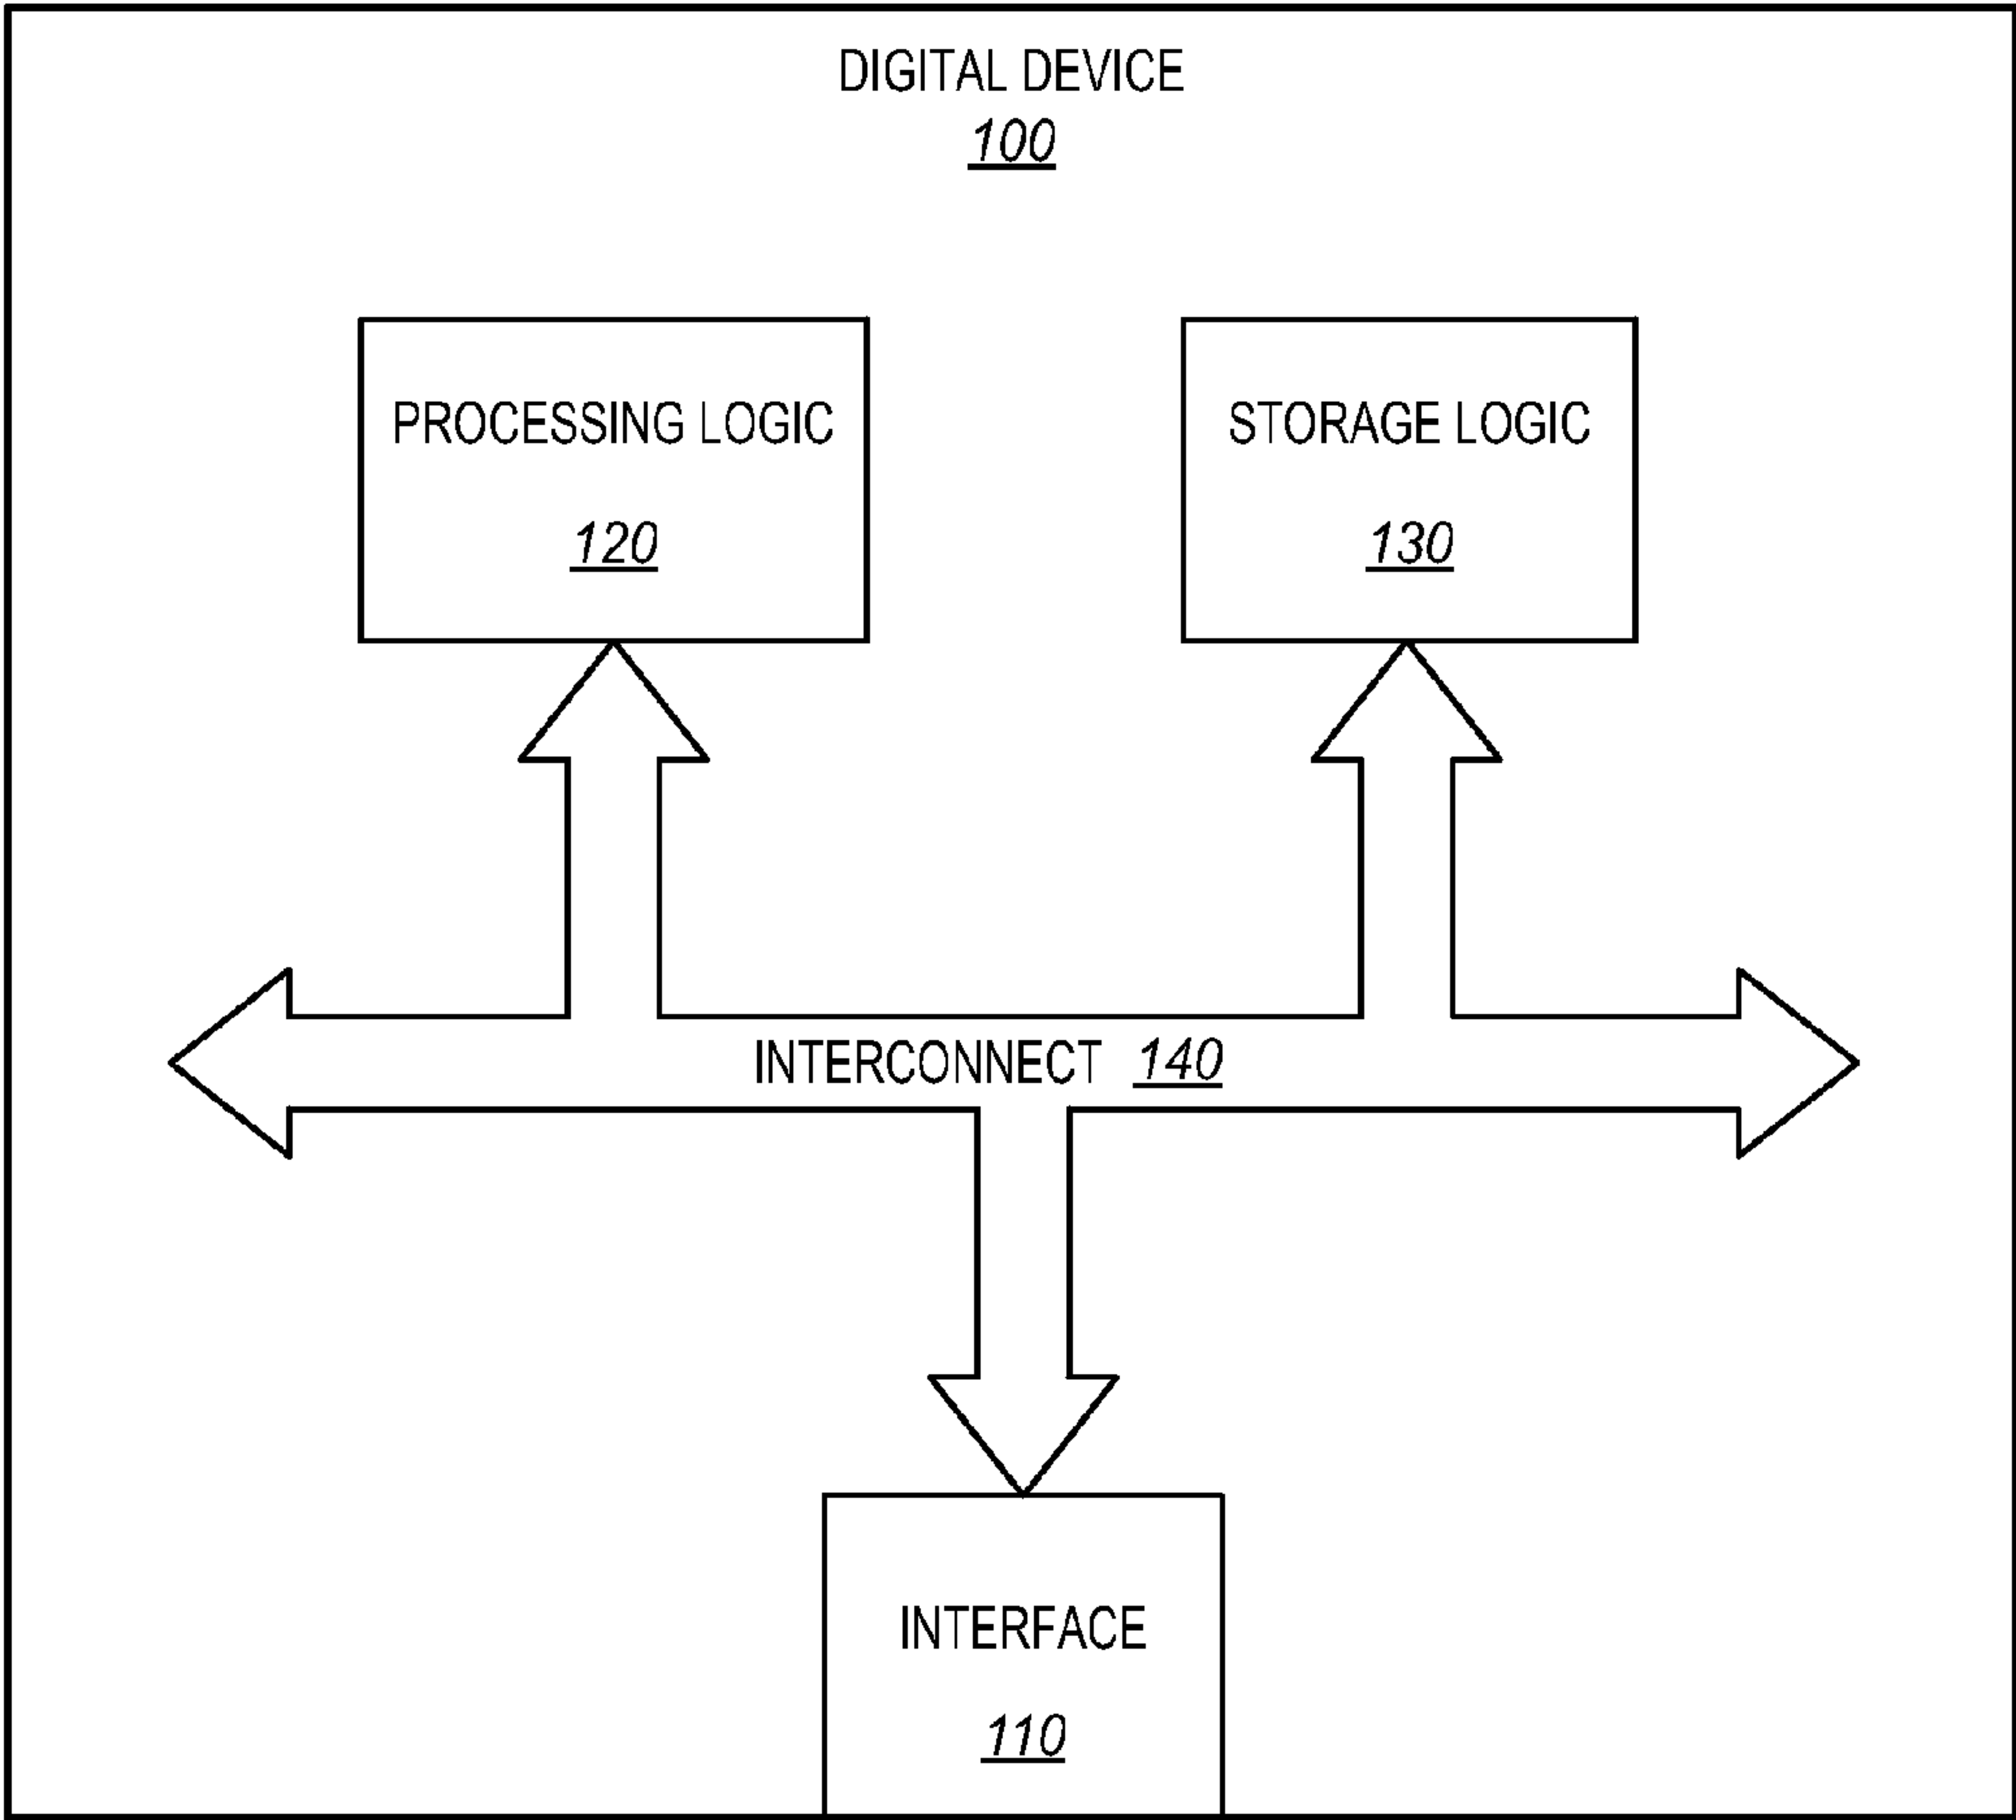 DIGITAL DEVICE
100
PROCESSING LOGIC
120
STORAGE LOGIC
130
INTERCONNECT 140
INTERFACE
110